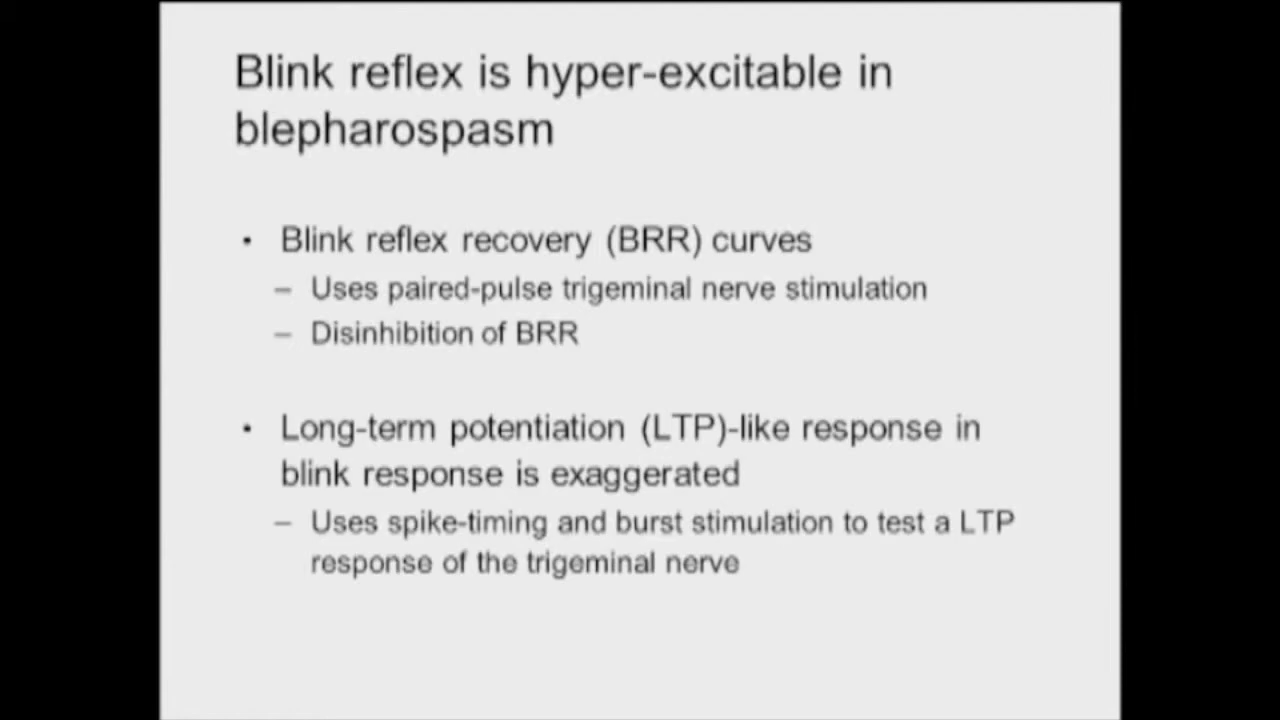 Blink reflex is hyper-excitable in
blepharospasm
• Blink reflex recovery (BRR) curves
– Uses paired-pulse trigeminal nerve stimulation
– Disinhibition of BRR
• Long-term potentiation (LTP)-like response in
blink response is exaggerated
– Uses spike-timing and burst stimulation to test a LTP
response of the trigeminal nerve